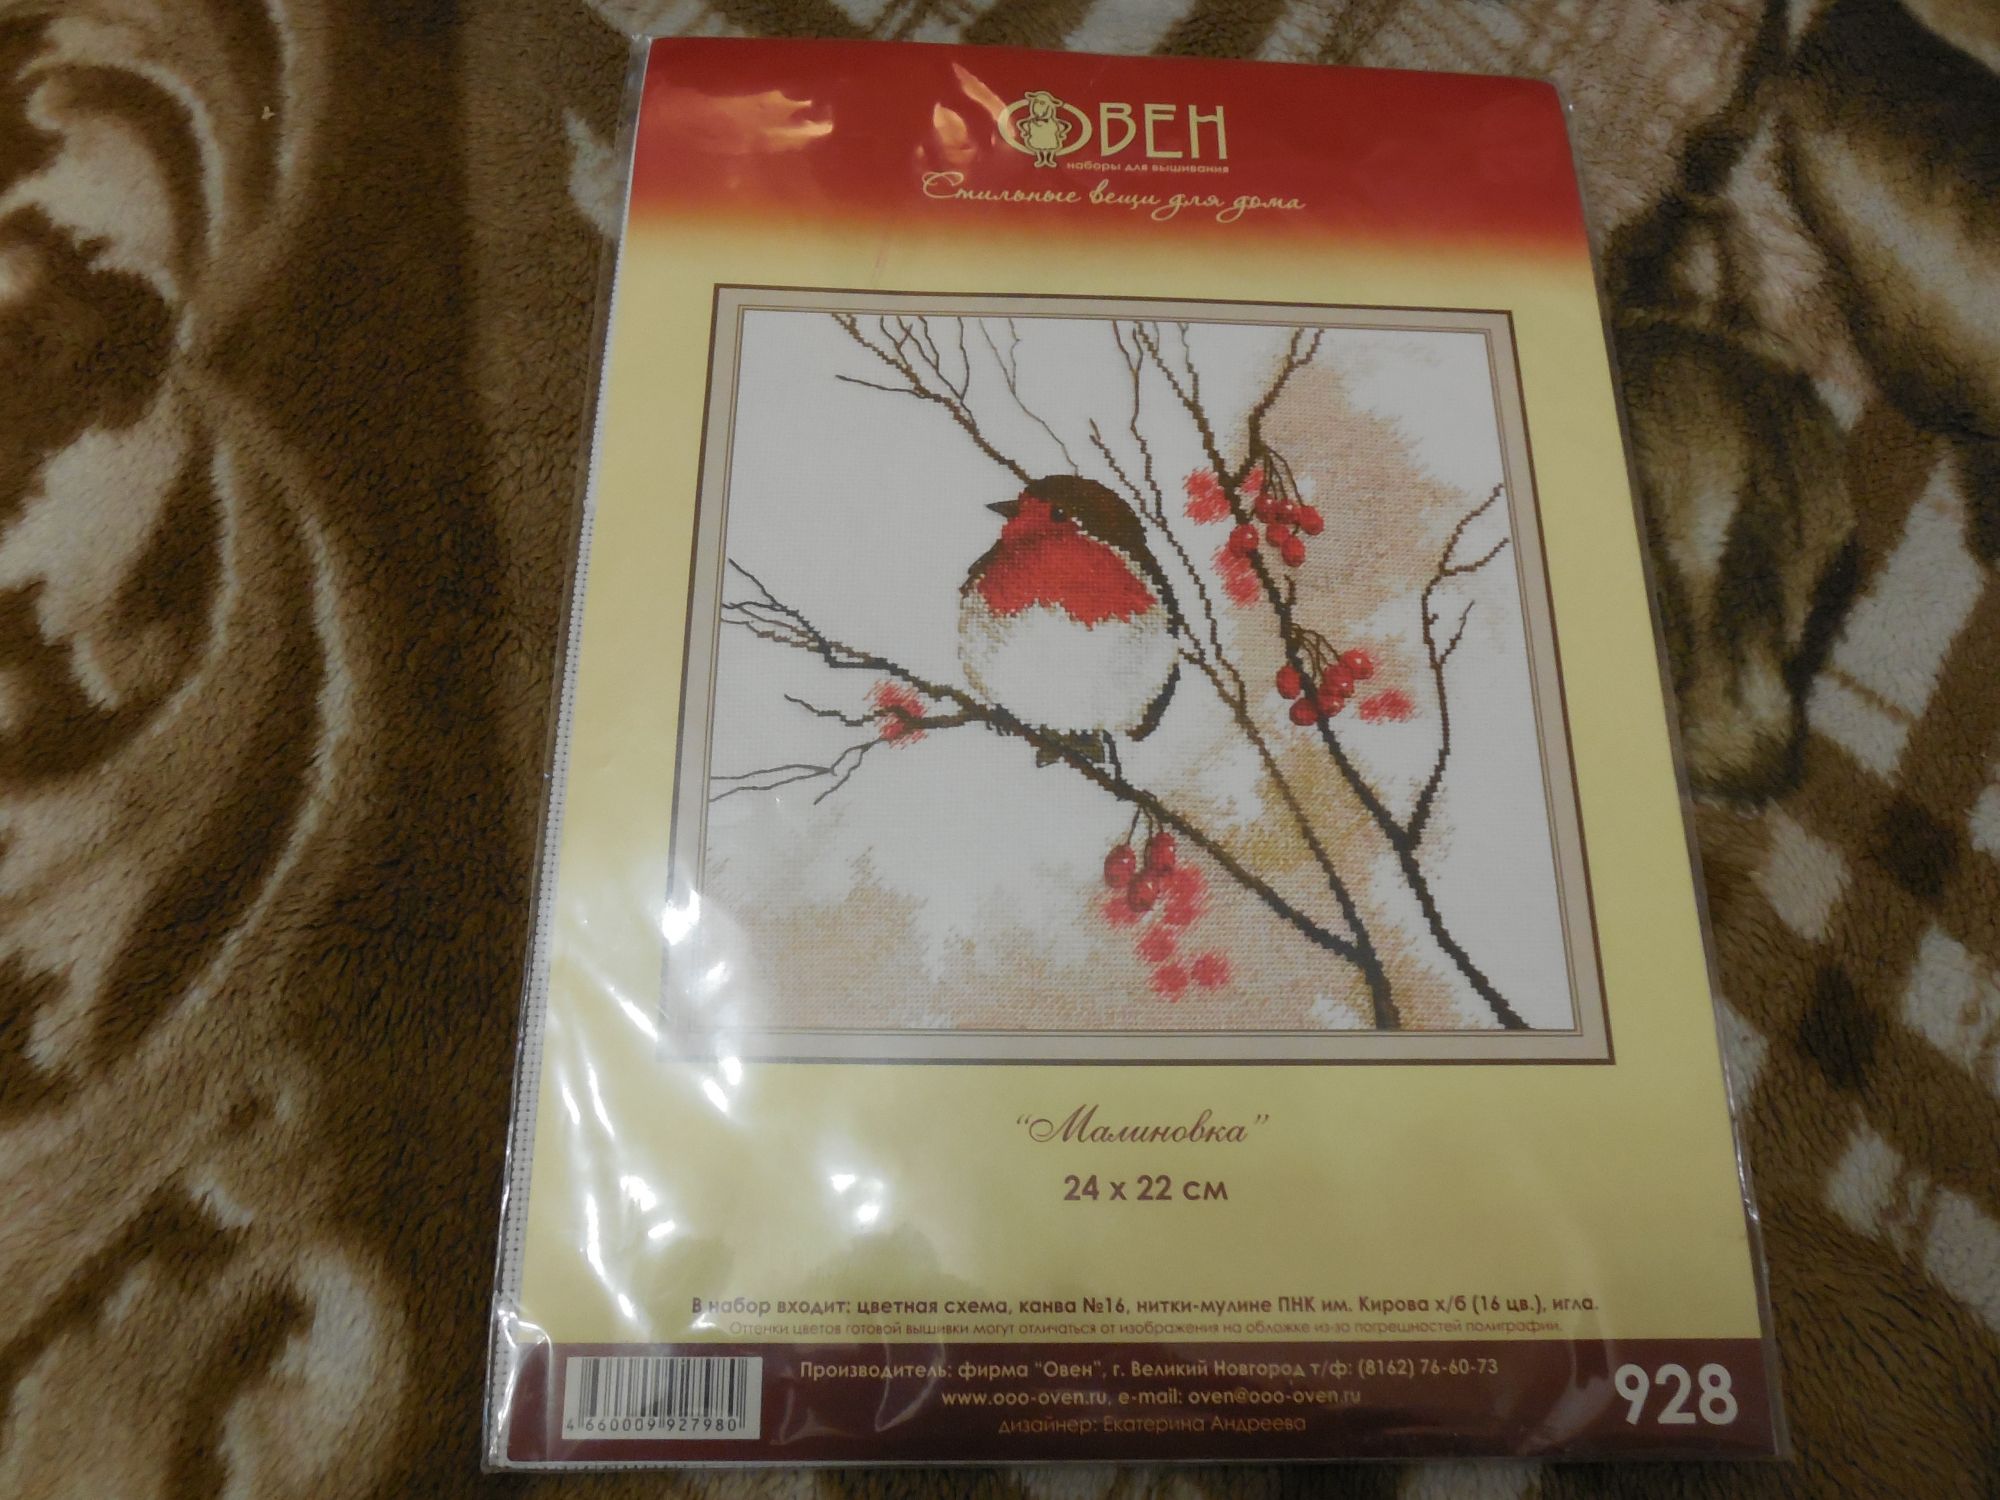 ОВЕН
наборы для вышивания
Стильные вещи для дома
“Малиновка”
24 х 22 см
В набор входит: цветная схема, канва №16, нитки-мулине ПНК им. Кирова х/б (16 цв.), игла.
Оттенки цветов готовой вышивки могут отличаться от изображения на обложке из-за погрешностей полиграфии.
Производитель: фирма “Овен”, г. Великий Новгород т/ф: (8162) 76-60-73
www.ooo-oven.ru, e-mail: oven@ooo-oven.ru
дизайнер: Екатерина Андреева
4 660009 927980
928